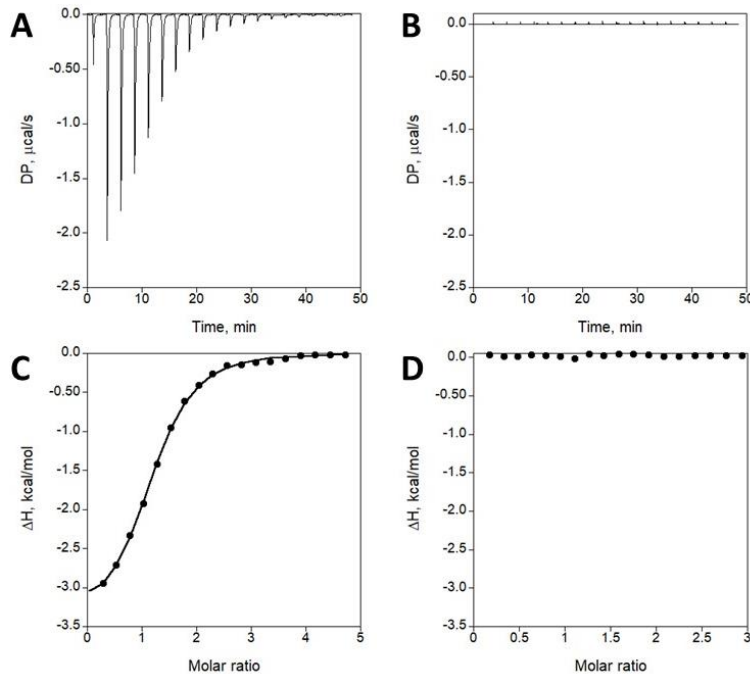 A
0.0
-0.50
-1.0
-1.5
-2.0
-2.5
DP, μcal/s
0 10 20 30 40 50
Time, min
B
0.0
-0.50
-1.0
-1.5
-2.0
-2.5
DP, μcal/s
0 10 20 30 40 50
Time, min
C
0.0
-0.50
-1.0
-1.5
-2.0
-2.5
-3.0
-3.5
ΔH, kcal/mol
0 1 2 3 4 5
Molar ratio
D
0.0
-0.50
-1.0
-1.5
-2.0
-2.5
-3.0
-3.5
ΔH, kcal/mol
0 0.5 1 1.5 2 2.5 3
Molar ratio